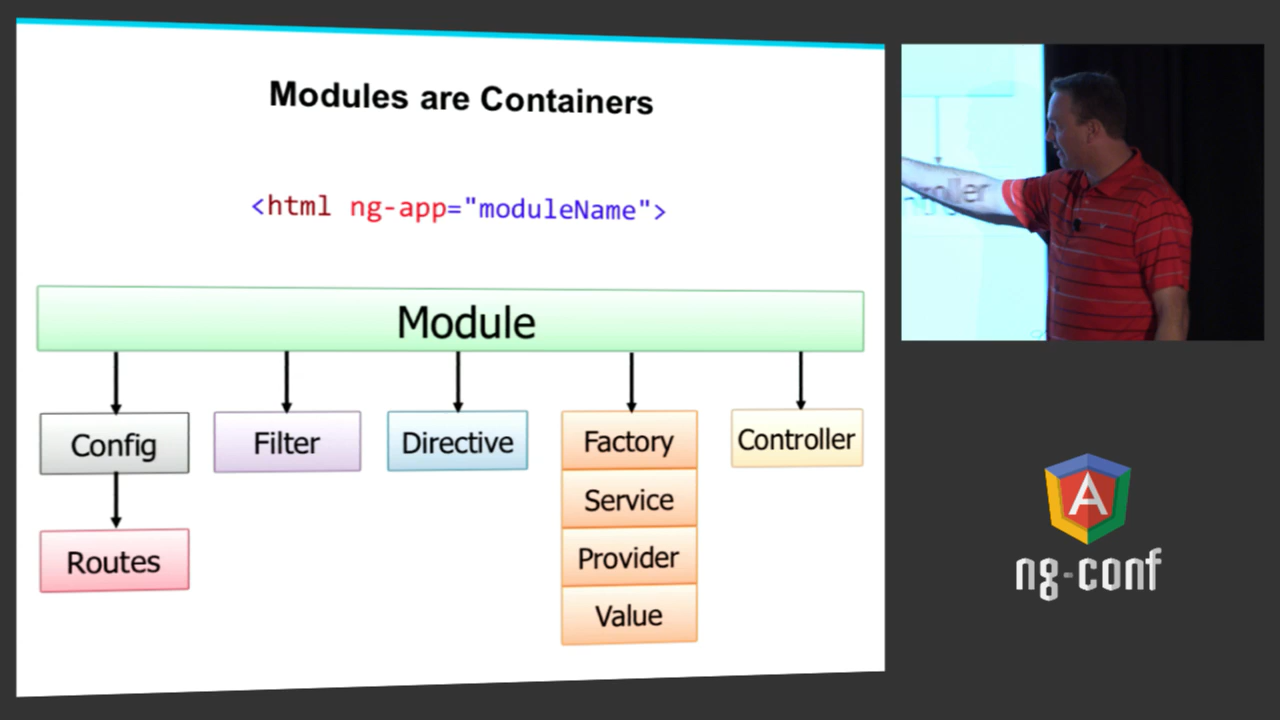 Modules are Containers
<html ng-app="moduleName">
Module
Config
Filter
Directive
Factory
Controller
Service
Provider
Value
Routes
ng-conf
A